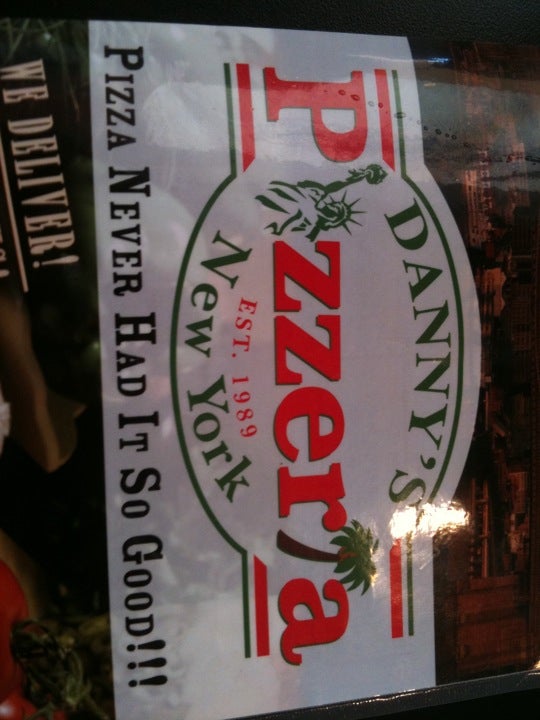 DANNY'S
Pizzeria
EST. 1989
New York
PIZZA NEVER HAD IT SO GOOD!!!
WE DELIVER!